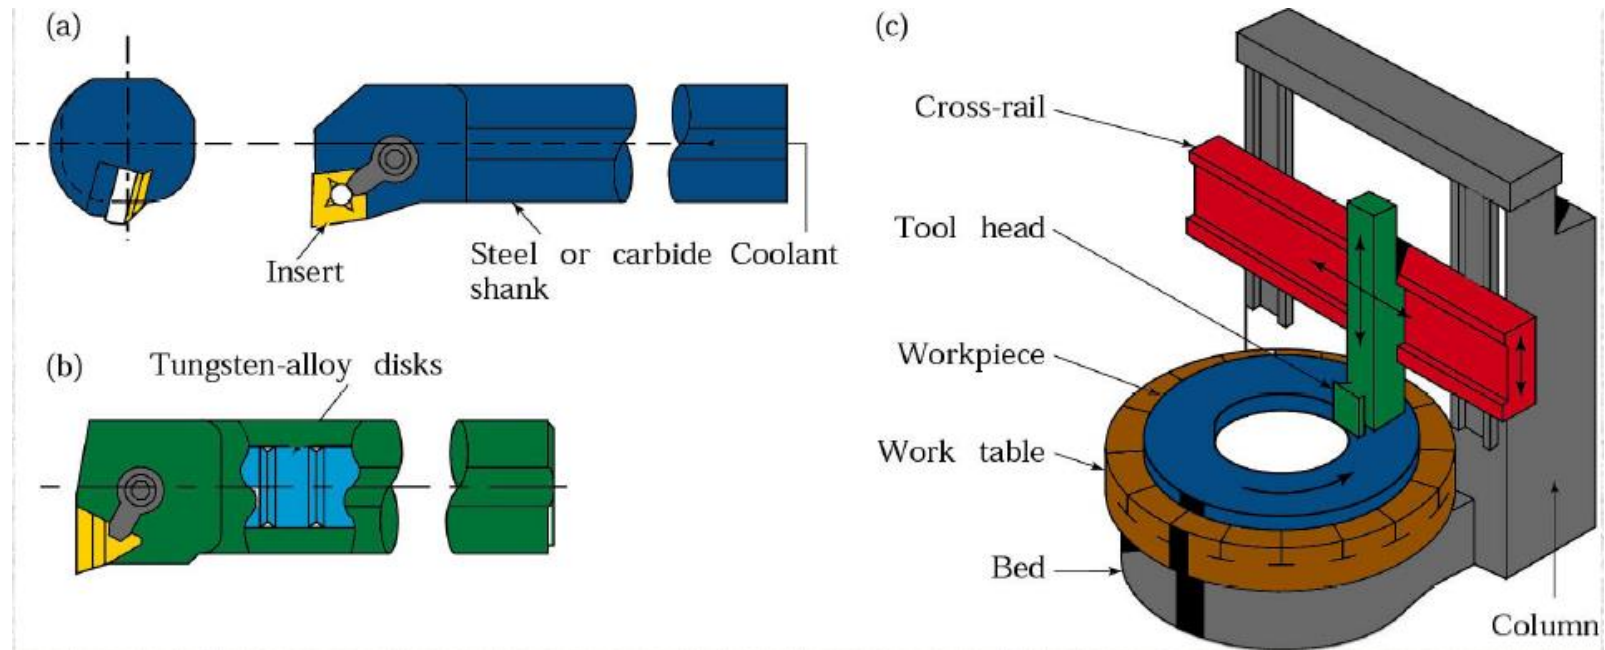 (a)
Insert
Steel or carbide
shank
Coolant
(b)
Tungsten-alloy disks
(c)
Cross-rail
Tool head
Workpiece
Work table
Bed
Column